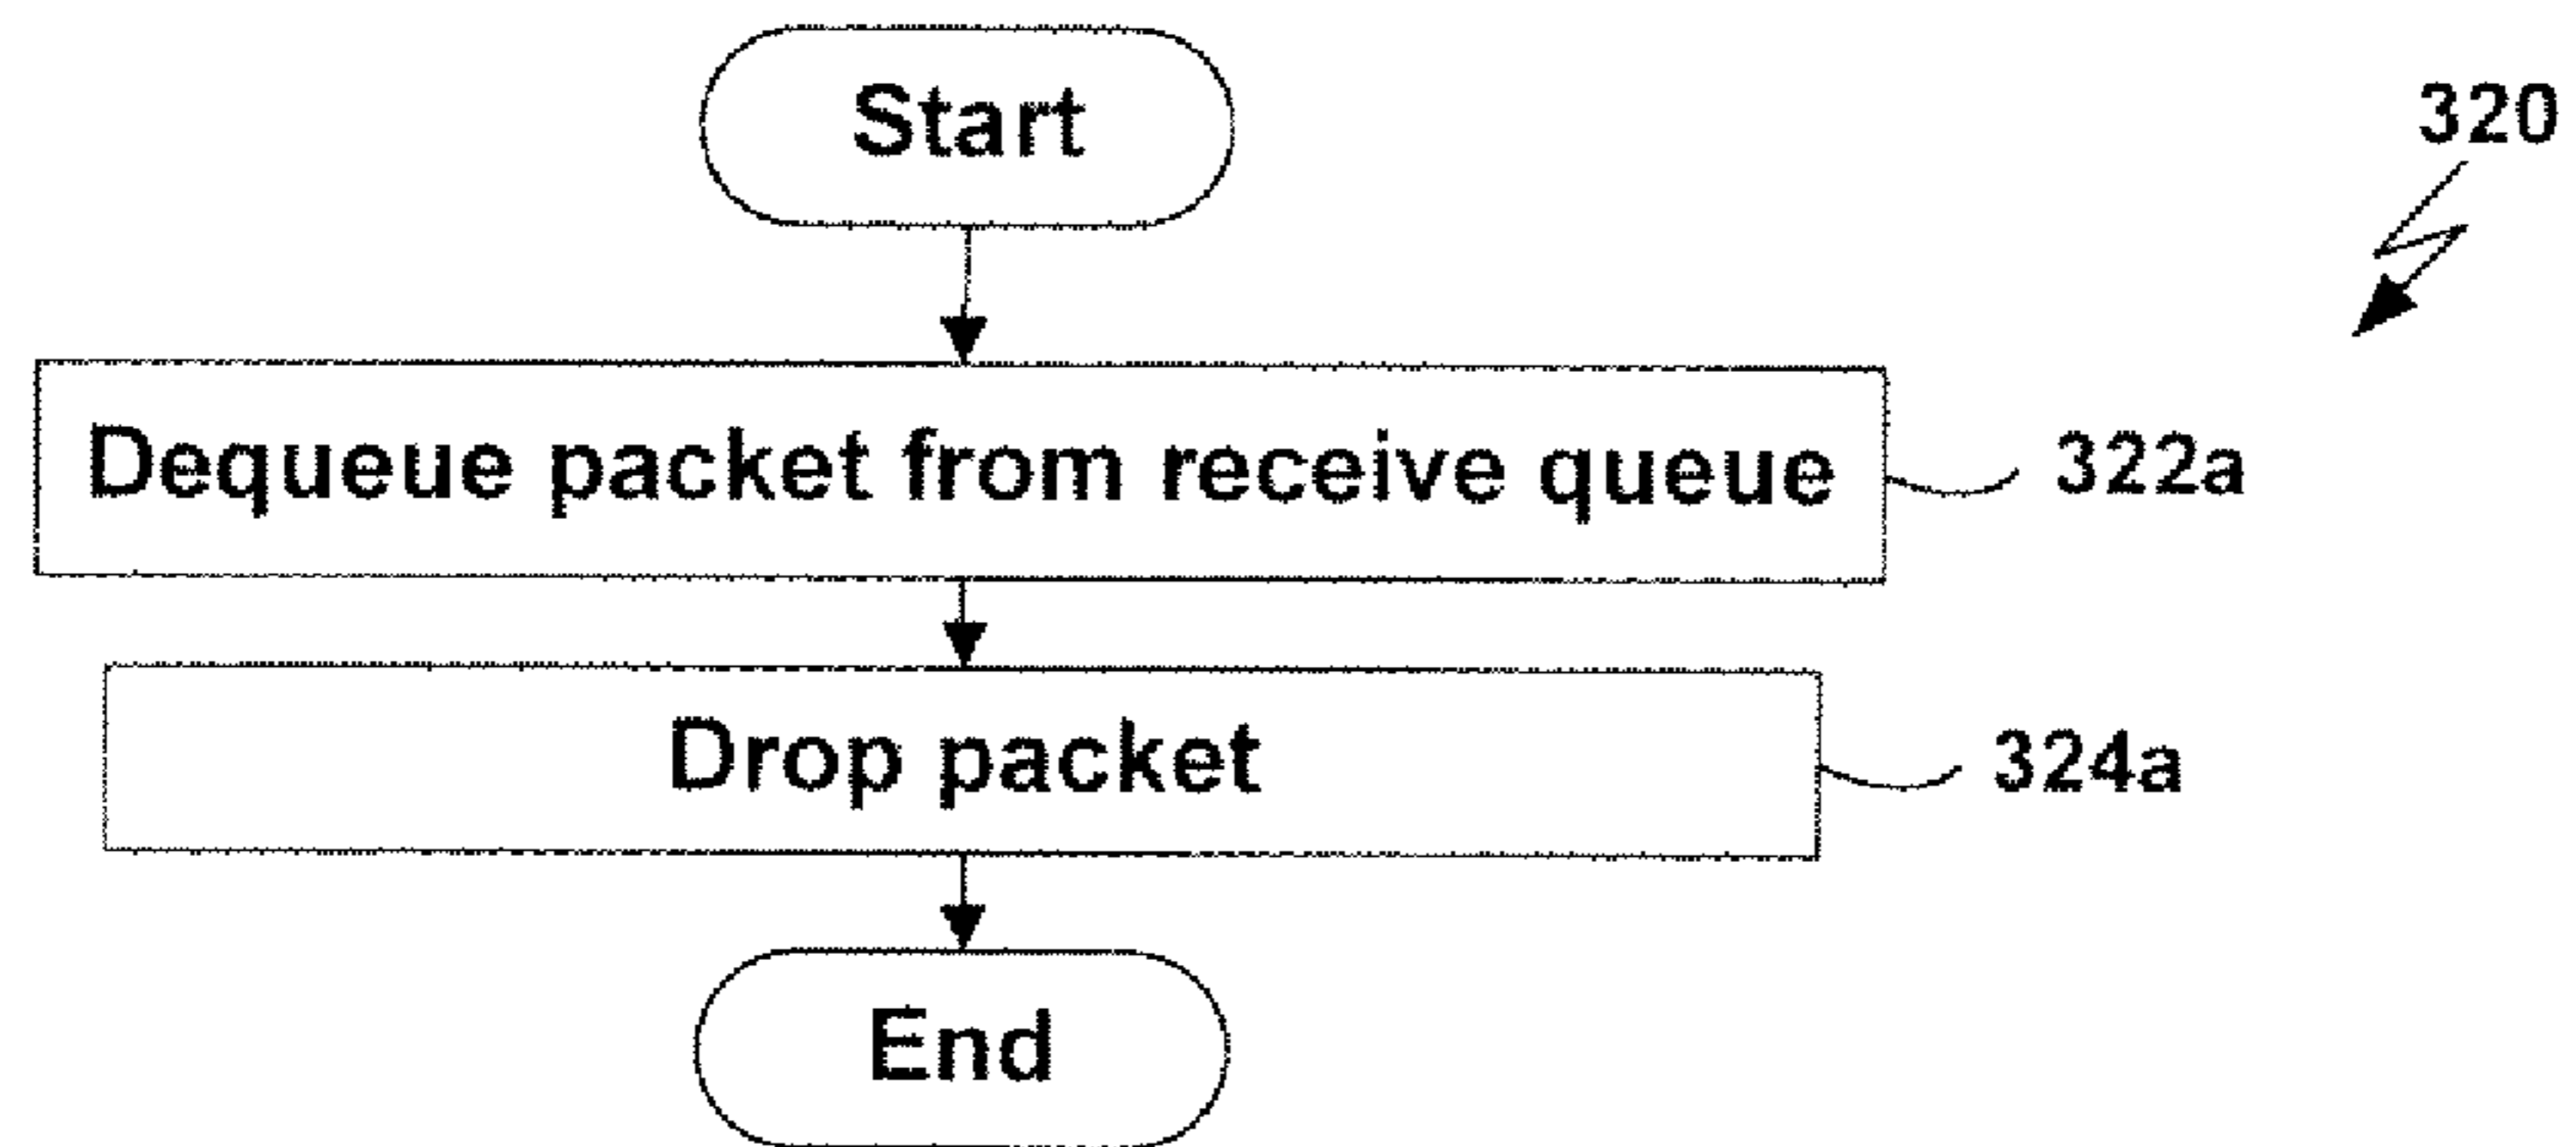 Start
320
Dequeue packet from receive queue
322a
Drop packet
324a
End